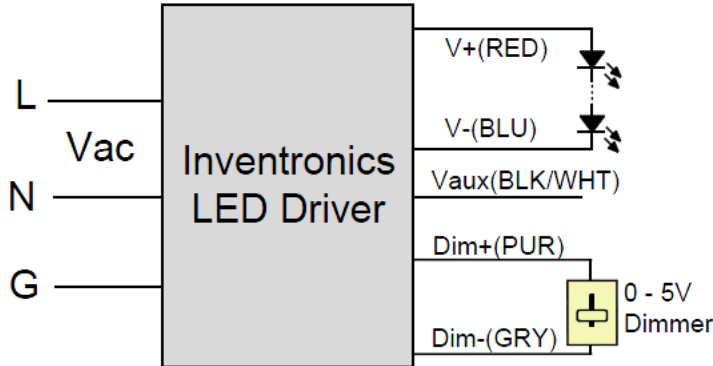 L
Vac
N
G
Inventronics
LED Driver
V+(RED)
V-(BLU)
Vaux(BLK/WHT)
Dim+(PUR)
0 - 5V
Dimmer
Dim-(GRY)